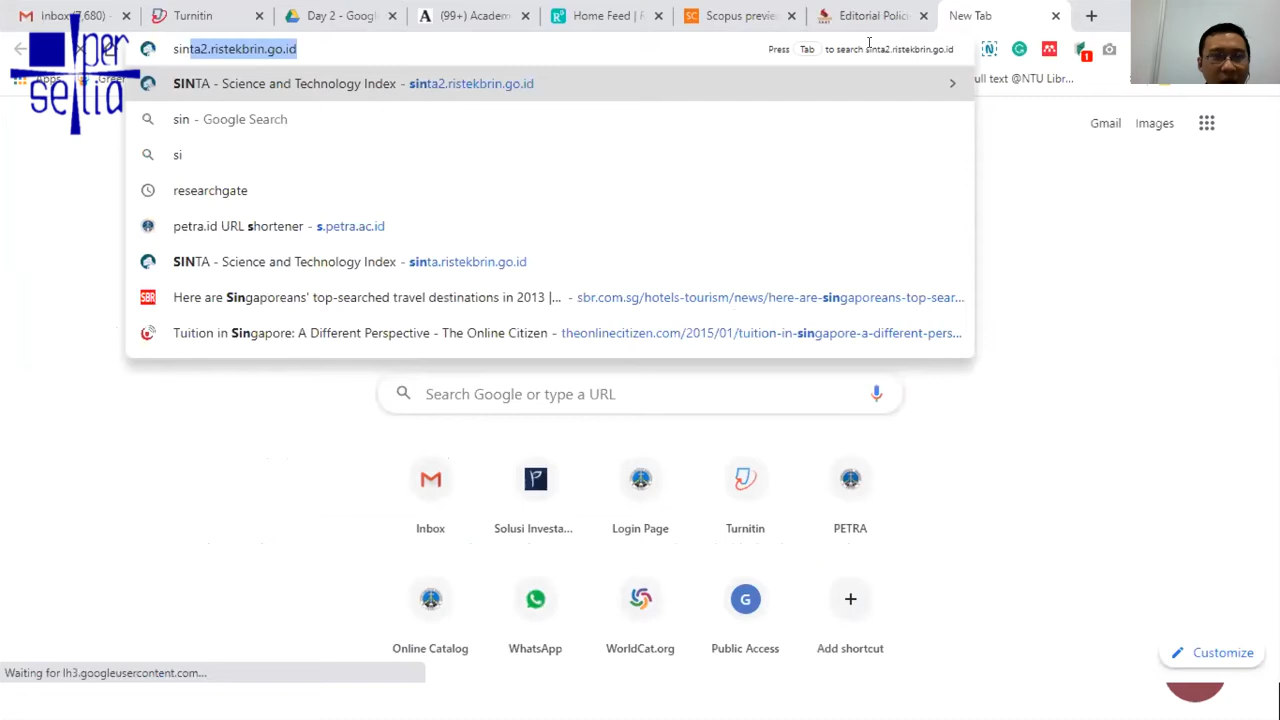 Inbox (7,680)
Turnitin
Day 2 - Googl
(99+) Academ
Home Feed | R
Scopus previe
Editorial Polic
New Tab
sinta2.ristekbrin.go.id
Press Tab to search sinta2.ristekbrin.go.id
per
selia
Apps
SINTA - Science and Technology Index - sinta2.ristekbrin.go.id
full text @NTU Libr...
sin - Google Search
Gmail
Images
si
researchgate
petra.id URL shortener - s.petra.ac.id
SINTA - Science and Technology Index - sinta.ristekbrin.go.id
SBR
Here are Singaporeans' top-searched travel destinations in 2013 |... - sbr.com.sg/hotels-tourism/news/here-are-singaporeans-top-sear...
Tuition in Singapore: A Different Perspective - The Online Citizen - theonlinecitizen.com/2015/01/tuition-in-singapore-a-different-pers...
Search Google or type a URL
Inbox
Solusi Investa...
Login Page
Turnitin
PETRA
G
Online Catalog
WhatsApp
WorldCat.org
Public Access
Add shortcut
Customize
Waiting for lh3.googleusercontent.com...